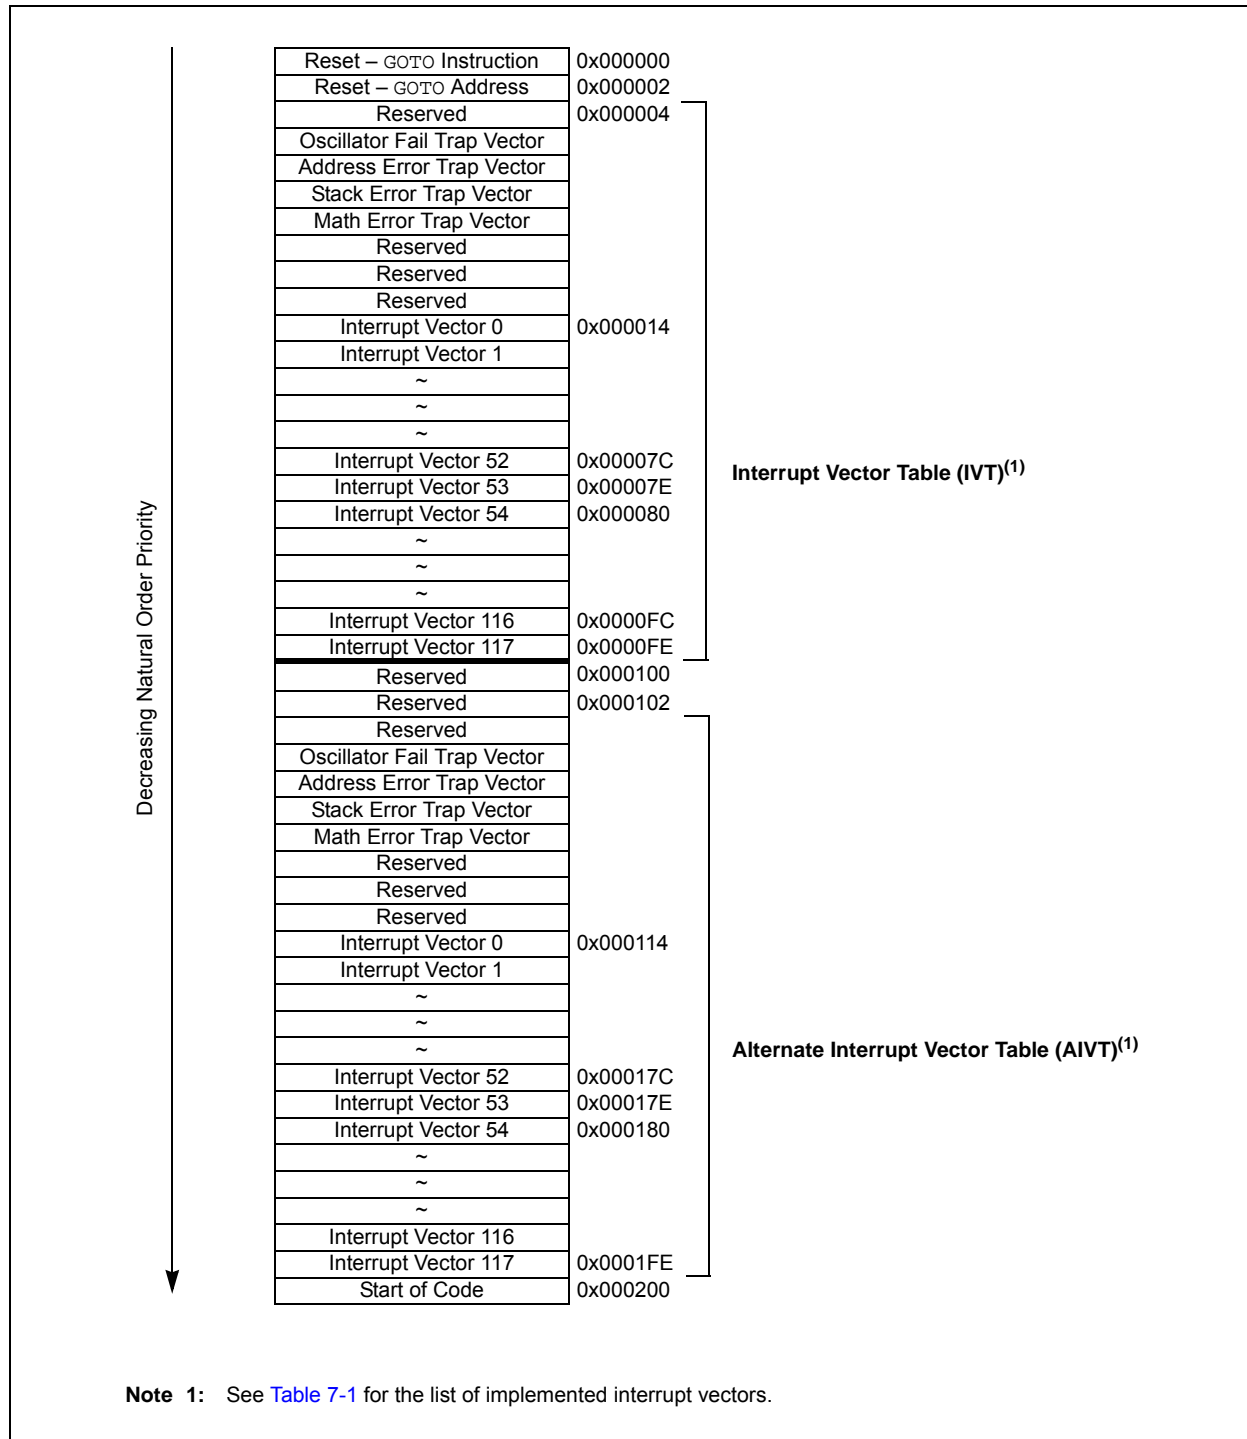 Reset – GOTO Instruction 0x000000
Reset – GOTO Address 0x000002
Reserved 0x000004
Oscillator Fail Trap Vector
Address Error Trap Vector
Stack Error Trap Vector
Math Error Trap Vector
Reserved
Reserved
Reserved
Interrupt Vector 0 0x000014
Interrupt Vector 1
~
~
~
Interrupt Vector 52 0x00007C
Interrupt Vector Table (IVT)(1)
Interrupt Vector 53 0x00007E
Interrupt Vector 54 0x000080
~
~
~
Interrupt Vector 116 0x0000FC
Interrupt Vector 117 0x0000FE
Decreasing Natural Order Priority
Reserved 0x000100
Reserved 0x000102
Reserved
Oscillator Fail Trap Vector
Address Error Trap Vector
Stack Error Trap Vector
Math Error Trap Vector
Reserved
Reserved
Reserved
Interrupt Vector 0 0x000114
Interrupt Vector 1
~
~
~
Alternate Interrupt Vector Table (AIVT)(1)
Interrupt Vector 52 0x00017C
Interrupt Vector 53 0x00017E
Interrupt Vector 54 0x000180
~
~
~
Interrupt Vector 116
Interrupt Vector 117 0x0001FE
Start of Code 0x000200
Note 1: See Table 7-1 for the list of implemented interrupt vectors.